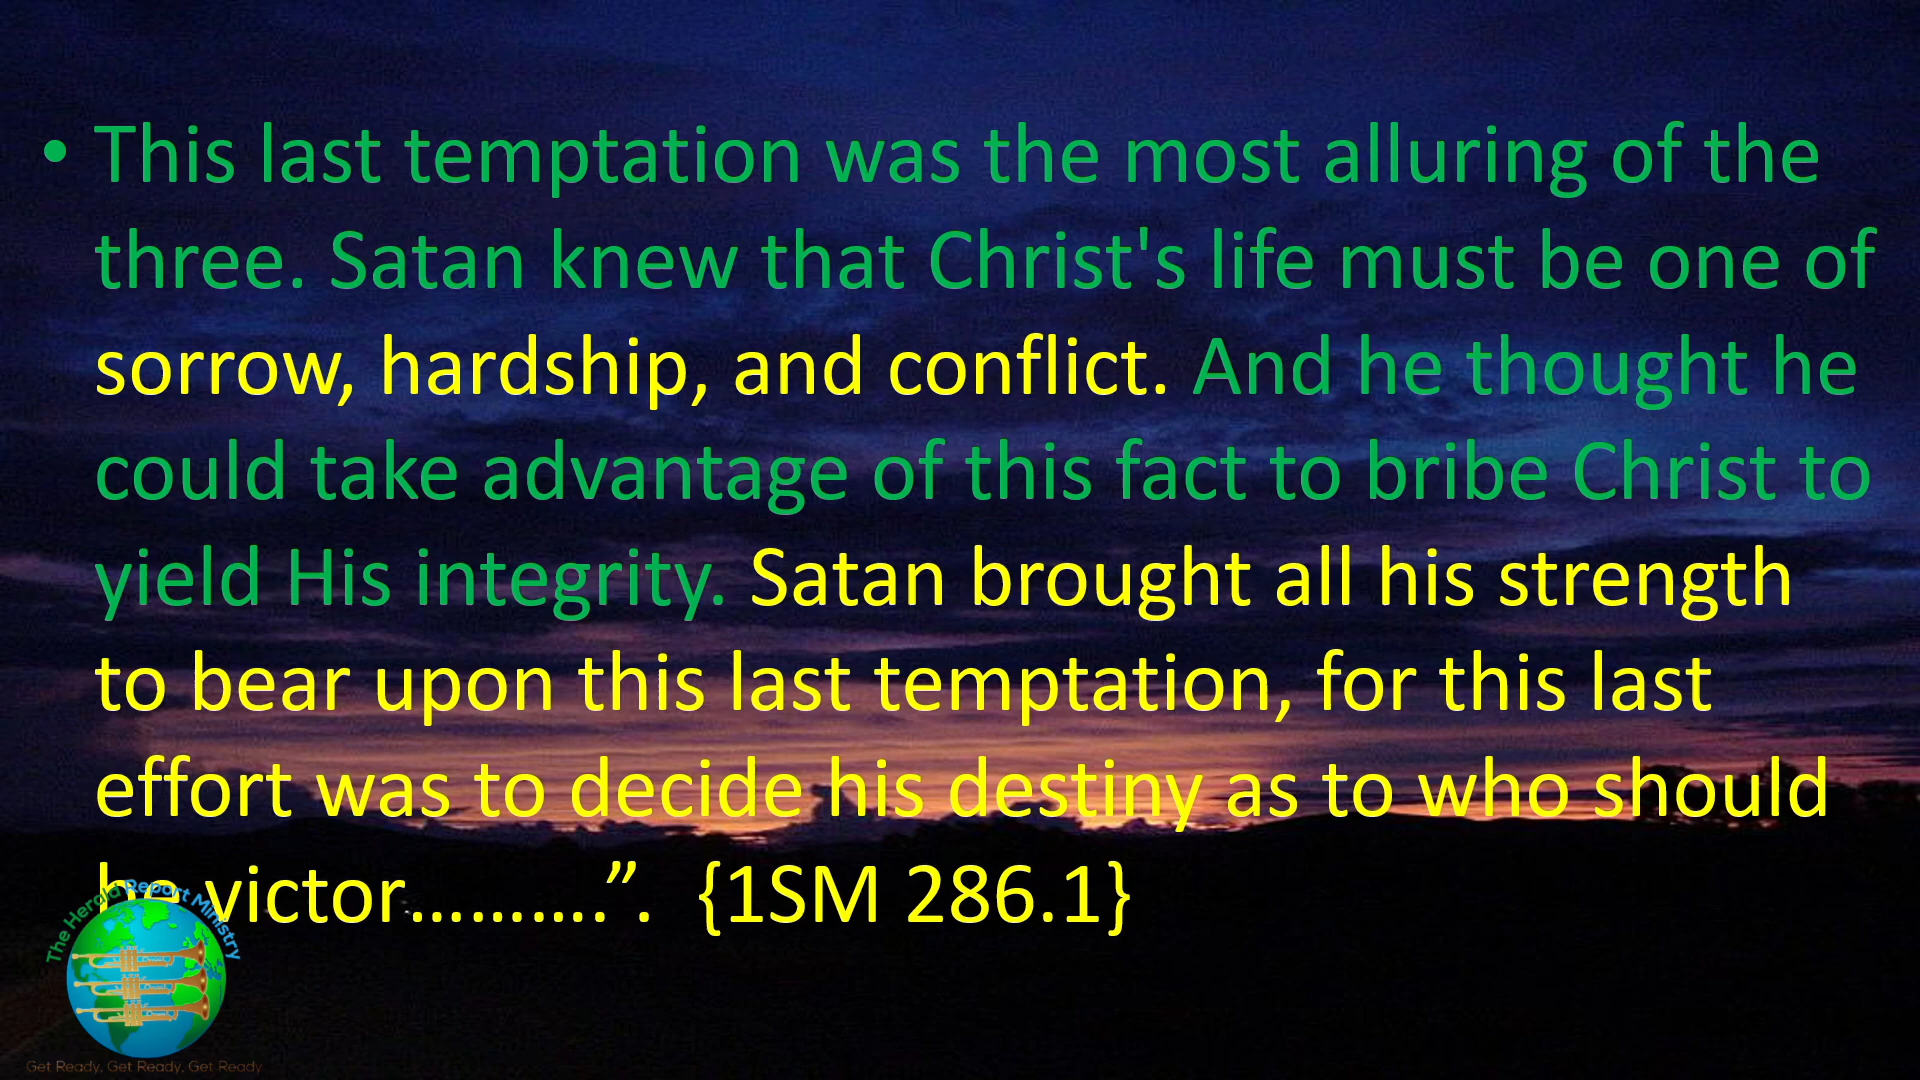 • This last temptation was the most alluring of the
three. Satan knew that Christ's life must be one of
sorrow, hardship, and conflict. And he thought he
could take advantage of this fact to bribe Christ to
yield His integrity. Satan brought all his strength
to bear upon this last temptation, for this last
effort was to decide his destiny as to who should
be victor……….”. {1SM 286.1}
The Herald Report Ministry
Get Ready, Get Ready, Get Ready